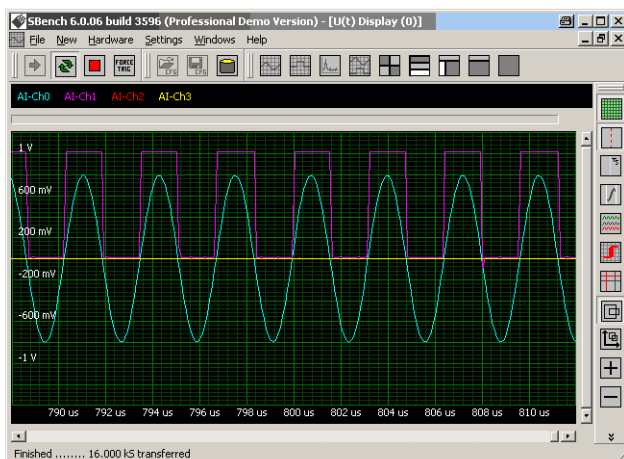 SBench 6.0.06 build 3596 (Professional Demo Version) - [U(t) Display (0)]
File New Hardware Settings Windows Help
FORCE TRIG CFG CFG
AI-Ch0 AI-Ch1 AI-Ch2 AI-Ch3
1 V
600 mV
200 mV
-200 mV
-600 mV
-1 V
790 us 792 us 794 us 796 us 798 us 800 us 802 us 804 us 806 us 808 us 810 us
Finished ........ 16.000 kS transferred